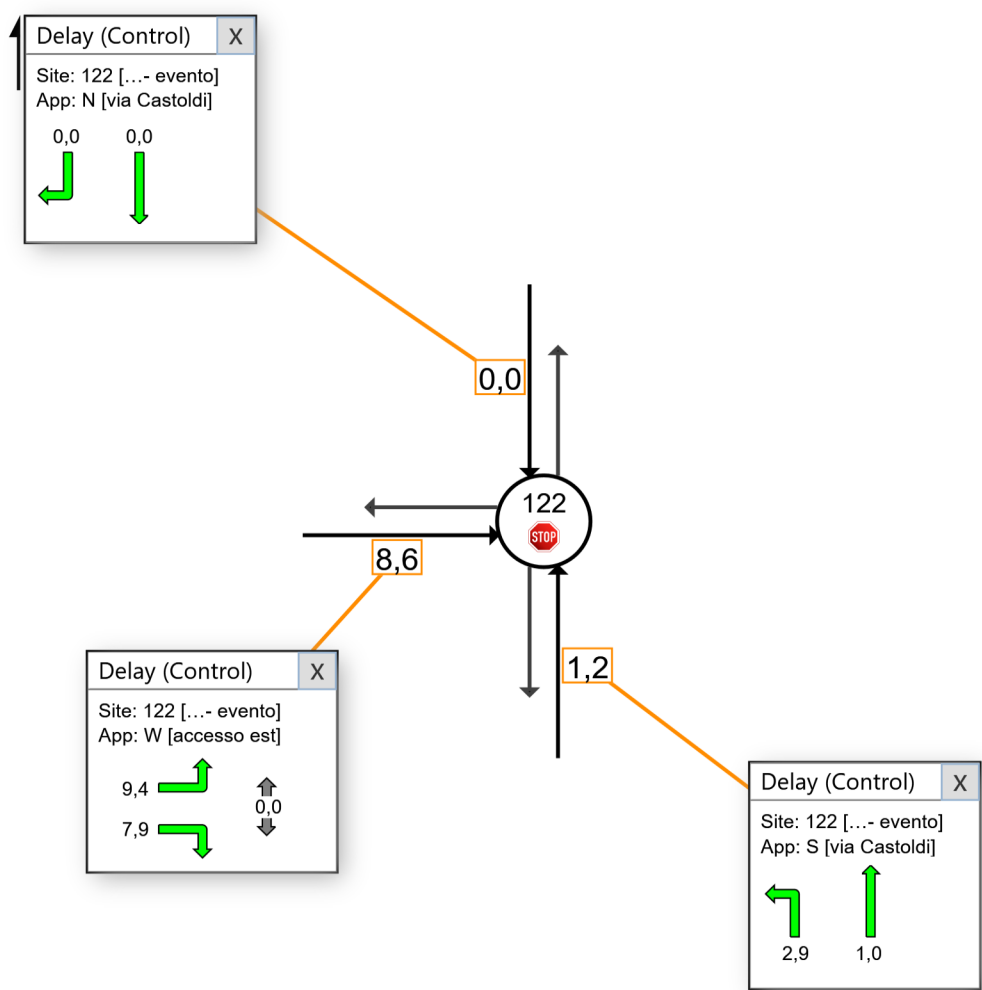 Delay (Control) X
Site: 122 [...- evento]
App: N [via Castoldi]
0,0 0,0
0,0
122
STOP
8,6
1,2
Delay (Control) X
Site: 122 [...- evento]
App: W [accesso est]
9,4
0,0
7,9
Delay (Control) X
Site: 122 [...- evento]
App: S [via Castoldi]
2,9 1,0